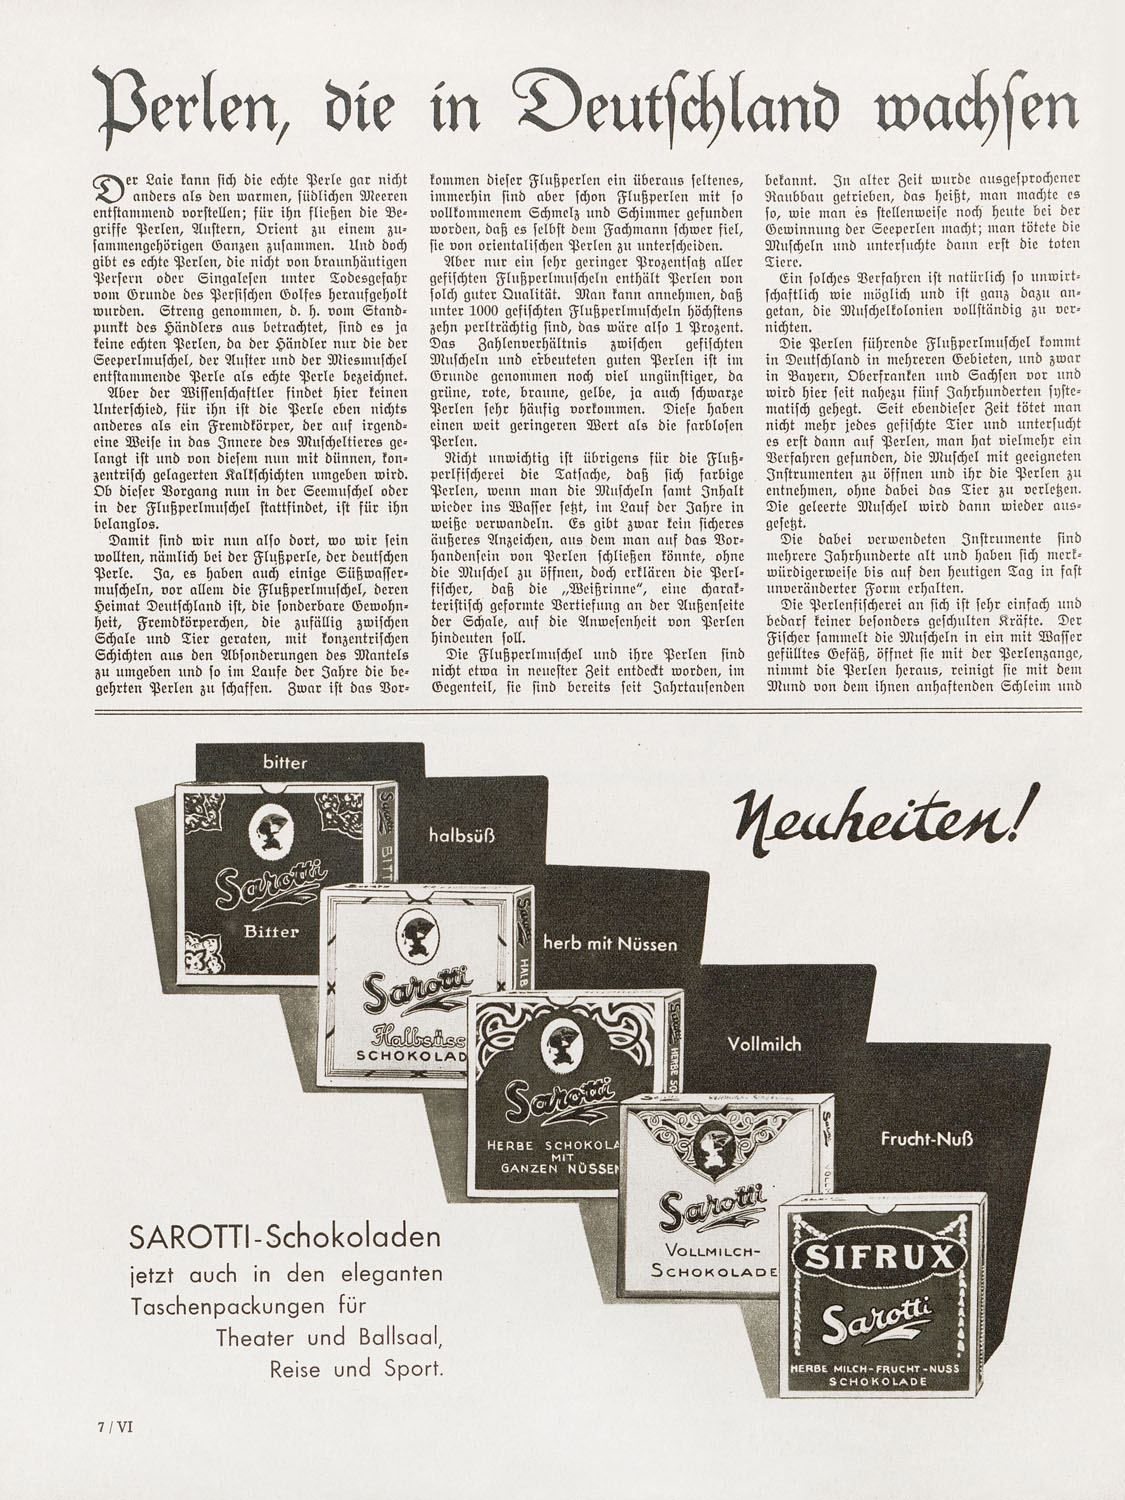 Perlen, die in Deutschland wachsen
Der Laie kann sich die echte Perle gar nicht
anders als den warmen, südlichen Meeren
entstammend vorstellen; für ihn fließen die Be-
griffe Perlen, Austern, Orient zu einem zu-
sammengehörigen Ganzen zusammen. Und doch
gibt es echte Perlen, die nicht von braunhäutigen
Persern oder Singalesen unter Todesgefahr
vom Grunde des Persischen Golfes heraufgeholt
wurden. Streng genommen, d. h. vom Stand-
punkt des Händlers aus betrachtet, sind es ja
keine echten Perlen, da der Händler nur die der
Seeperlmuschel, der Auster und der Miesmuschel
entstammende Perle als echte Perle bezeichnet.
Aber der Wissenschaftler findet hier keinen
Unterschied, für ihn ist die Perle eben nichts
anderes als ein Fremdkörper, der auf irgend-
eine Weise in das Innere des Muscheltieres ge-
langt ist und von diesem nun mit dünnen, kon-
zentrisch gelagerten Kalkschichten umgeben wird.
Ob dieser Vorgang nun in der Seemuschel oder
in der Flußperlmuschel stattfindet, ist für ihn
belanglos.
Damit sind wir nun also dort, wo wir sein
wollten, nämlich bei der Flußperle, der deutschen
Perle. Ja, es haben auch einige Süßwasser-
muscheln, vor allem die Flußperlmuschel, deren
Heimat Deutschland ist, die sonderbare Gewohn-
heit, Fremdkörperchen, die zufällig zwischen
Schale und Tier geraten, mit konzentrischen
Schichten aus den Absonderungen des Mantels
zu umgeben und so im Laufe der Jahre die be-
gehrten Perlen zu schaffen. Zwar ist das Vor-
kommen dieser Flußperlen ein überaus seltenes,
immerhin sind aber schon Flußperlen mit so
vollkommenem Schmelz und Schimmer gefunden
worden, daß es selbst dem Fachmann schwer fiel,
sie von orientalischen Perlen zu unterscheiden.
Aber nur ein sehr geringer Prozentsatz aller
gefischten Flußperlmuscheln enthält Perlen von
solch guter Qualität. Man kann annehmen, daß
unter 1000 gefischten Flußperlmuscheln höchstens
zehn perlträchtig sind, das wäre also 1 Prozent.
Das Zahlenverhältnis zwischen gefischten
Muscheln und erbeuteten guten Perlen ist im
Grunde genommen noch viel ungünstiger, da
grüne, rote, braune, gelbe, ja auch schwarze
Perlen sehr häufig vorkommen. Diese haben
einen weit geringeren Wert als die farblosen
Perlen.
Nicht unwichtig ist übrigens für die Fluß-
perlfischerei die Tatsache, daß sich farbige
Perlen, wenn man die Muscheln samt Inhalt
wieder ins Wasser setzt, im Lauf der Jahre in
weiße verwandeln. Es gibt zwar kein sicheres
äußeres Anzeichen, aus dem man auf das Vor-
handensein von Perlen schließen könnte, ohne
die Muschel zu öffnen, doch erklären die Perl-
fischer, daß die „Weißrinne“, eine charak-
teristisch geformte Vertiefung an der Außenseite
der Schale, auf die Anwesenheit von Perlen
hindeuten soll.
Die Flußperlmuschel und ihre Perlen sind
nicht etwa in neuester Zeit entdeckt worden, im
Gegenteil, sie sind bereits seit Jahrtausenden
bekannt. In alter Zeit wurde ausgesprochener
Raubbau getrieben, das heißt, man machte es
so, wie man es stellenweise noch heute bei der
Gewinnung der Seeperlen macht; man tötete die
Muscheln und untersuchte dann erst die toten
Tiere.
Ein solches Verfahren ist natürlich so unwirt-
schaftlich wie möglich und ist ganz dazu an-
getan, die Muschelkolonien vollständig zu ver-
nichten.
Die Perlen führende Flußperlmuschel kommt
in Deutschland in mehreren Gebieten, und zwar
in Bayern, Oberfranken und Sachsen vor und
wird hier seit nahezu fünf Jahrhunderten syste-
matisch gehegt. Seit ebendieser Zeit tötet man
nicht mehr jedes gefischte Tier und untersucht
es erst dann auf Perlen, man hat vielmehr ein
Verfahren gefunden, die Muschel mit geeigneten
Instrumenten zu öffnen und ihr die Perlen zu
entnehmen, ohne dabei das Tier zu verletzen.
Die geleerte Muschel wird dann wieder aus-
gesetzt.
Die dabei verwendeten Instrumente sind
mehrere Jahrhunderte alt und haben sich merk-
würdigerweise bis auf den heutigen Tag in fast
unveränderter Form erhalten.
Die Perlenfischerei an sich ist sehr einfach und
bedarf keiner besonders geschulten Kräfte. Der
Fischer sammelt die Muscheln in ein mit Wasser
gefülltes Gefäß, öffnet sie mit der Perlenzange,
nimmt die Perlen heraus, reinigt sie mit dem
Mund von dem ihnen anhaftenden Schleim und
Neuheiten!
bitter
Sarotti
Bitter
Sarotti
BITT
halbsüß
Sarotti
Halbsüss
SCHOKOLAD
Sarotti
HALB
herb mit Nüssen
Sarotti
HERBE SCHOKOLA
MIT
GANZEN NÜSSEN
Sarotti
HERBE SC
Vollmilch
Sarotti
VOLLMILCH-
SCHOKOLADE
Sarotti
Frucht-Nuß
SIFRUX
Sarotti
HERBE MILCH-FRUCHT-NUSS
SCHOKOLADE
SAROTTI-Schokoladen
jetzt auch in den eleganten
Taschenpackungen für
Theater und Ballsaal,
Reise und Sport.
7 / VI